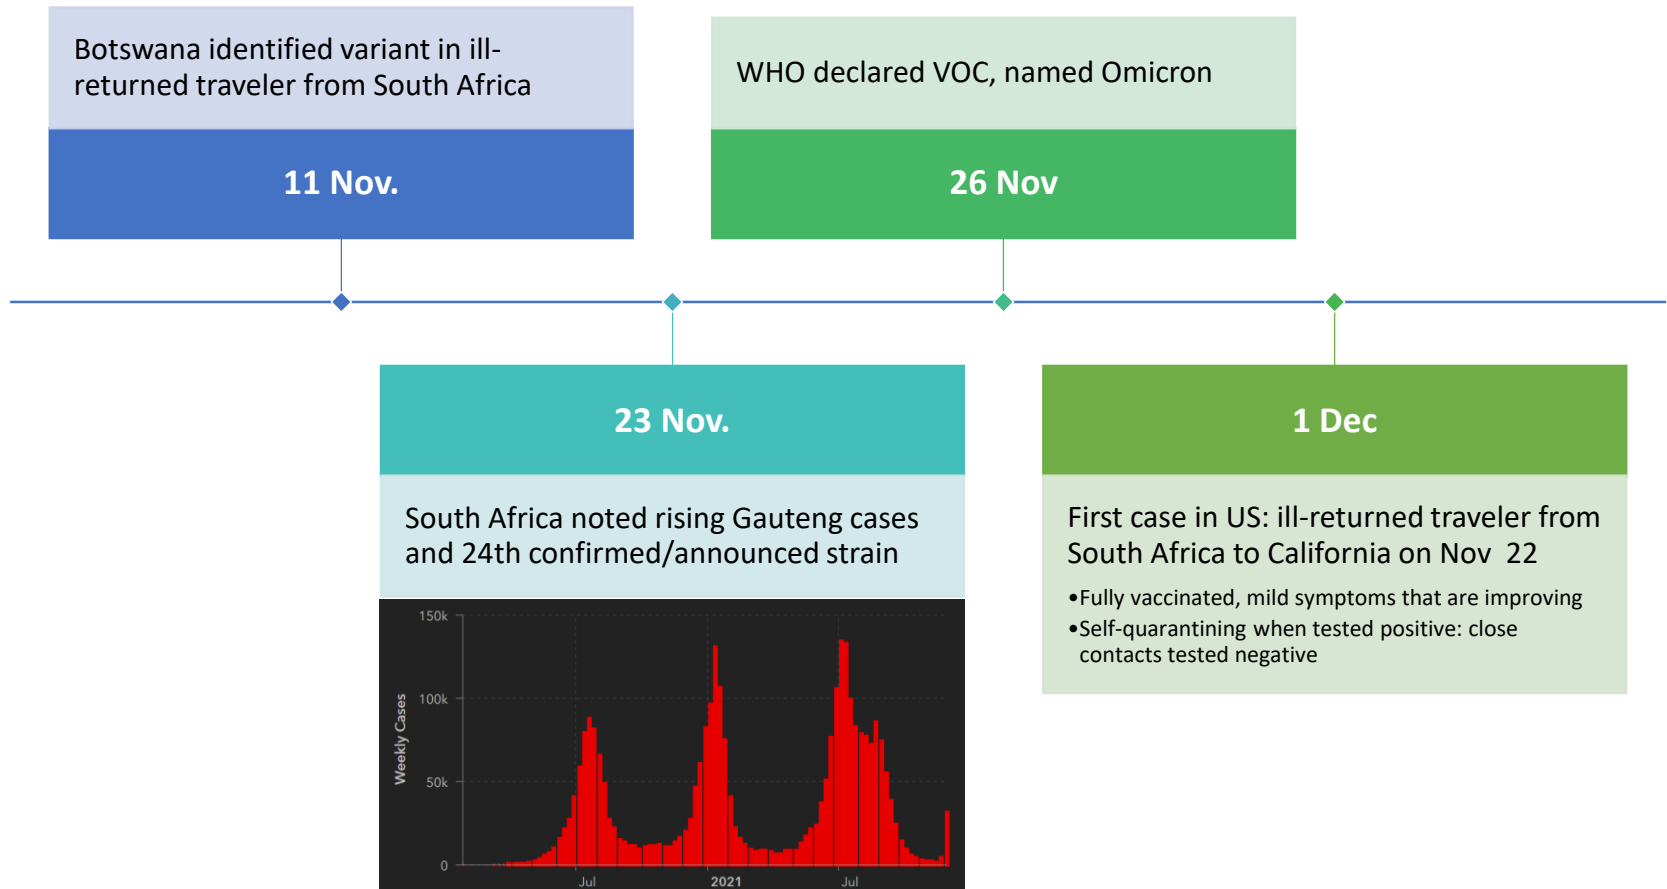 Botswana identified variant in ill-
returned traveler from South Africa
11 Nov.
WHO declared VOC, named Omicron
26 Nov
23 Nov.
South Africa noted rising Gauteng cases
and 24th confirmed/announced strain
150k
100k
50k
0
Weekly Cases
Jul
2021
Jul
1 Dec
First case in US: ill-returned traveler from
South Africa to California on Nov  22
•Fully vaccinated, mild symptoms that are improving
•Self-quarantining when tested positive: close
contacts tested negative